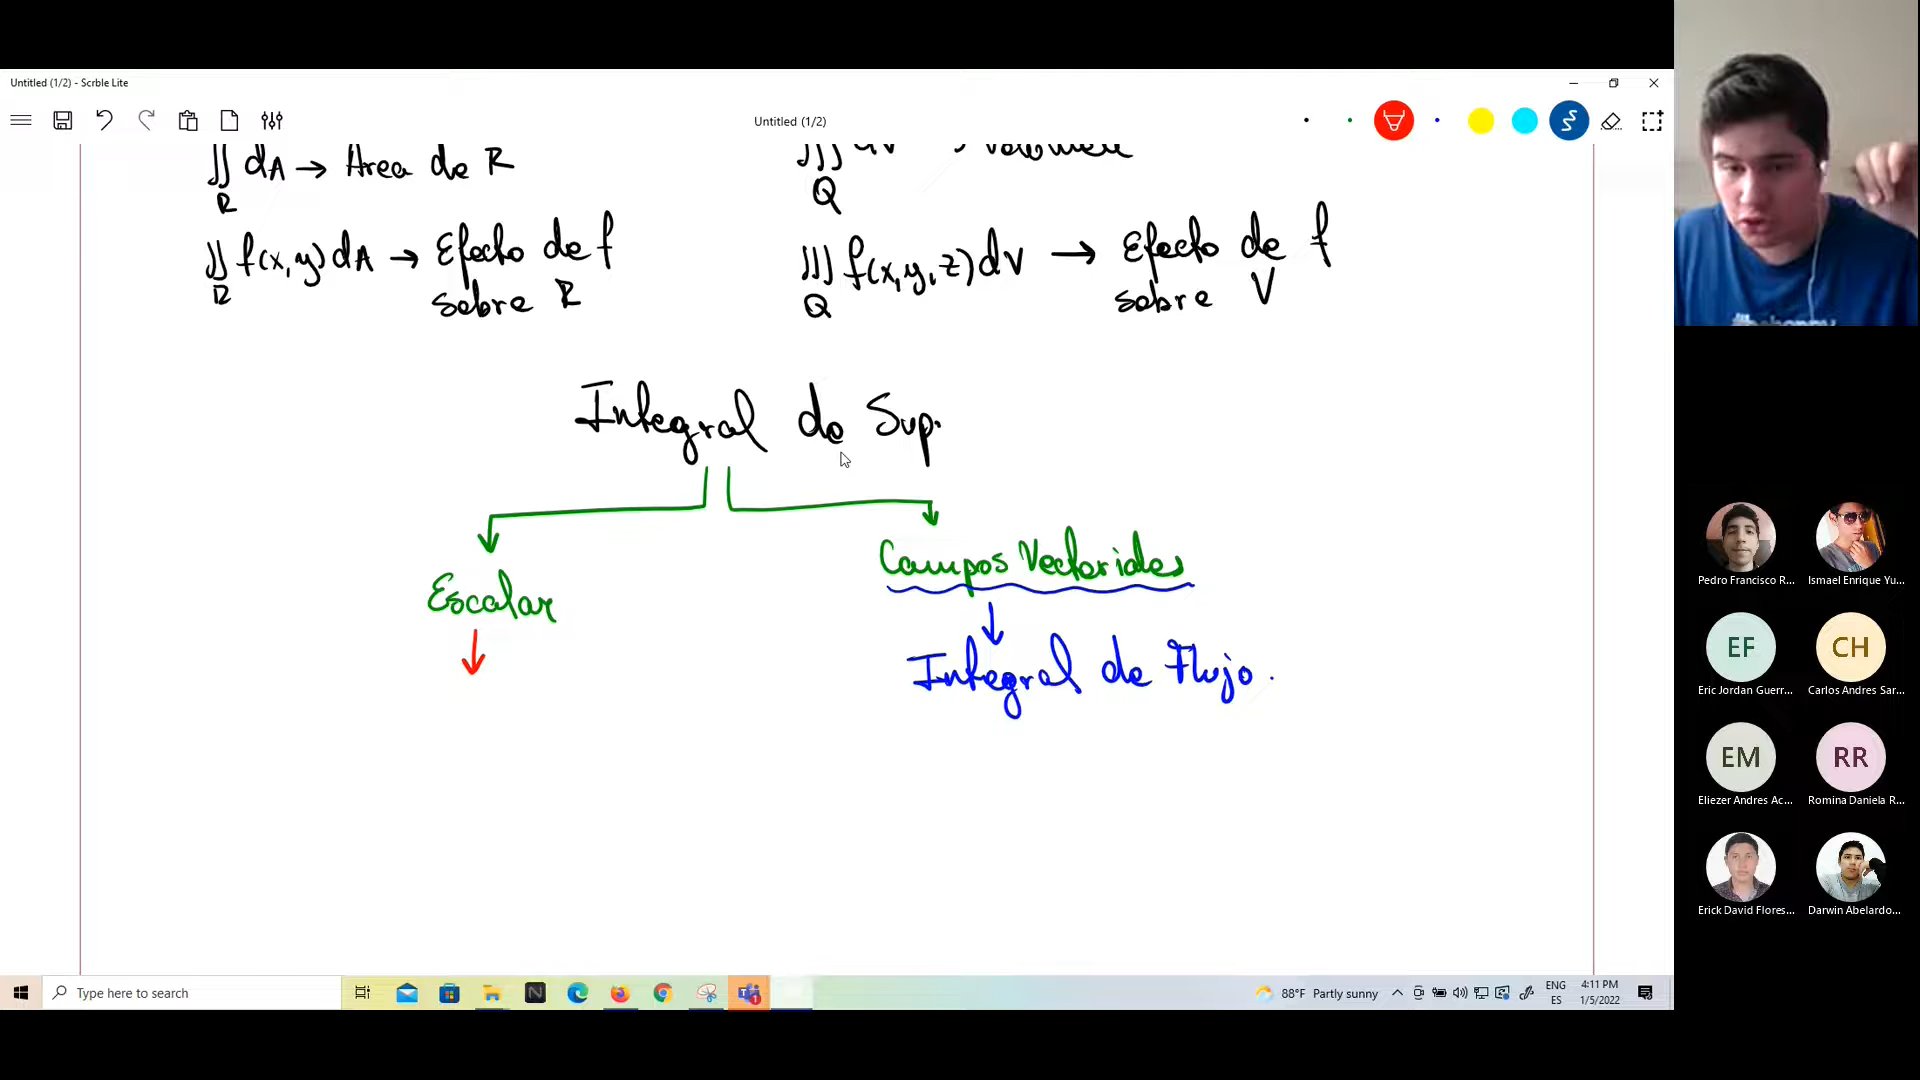 Untitled (1/2) - Scrble Lite
Untitled (1/2)
∬ dA → Area de R
R
∭ dV → Volumen
Q
∬ f(x,y) dA → Efecto de f
R
sobre R
∭ f(x,y,z) dV → Efecto de f
Q
sobre V
Integral de Sup.
Escalar
Campos Vectoriales
Integral de Flujo.
Pedro Francisco R...
Ismael Enrique Yu...
EF
CH
Eric Jordan Guerr...
Carlos Andres Sar...
EM
RR
Eliezer Andres Ac...
Romina Daniela R...
Erick David Flores...
Darwin Abelardo...
Type here to search
88°F Partly sunny
ENG
ES
4:11 PM
1/5/2022